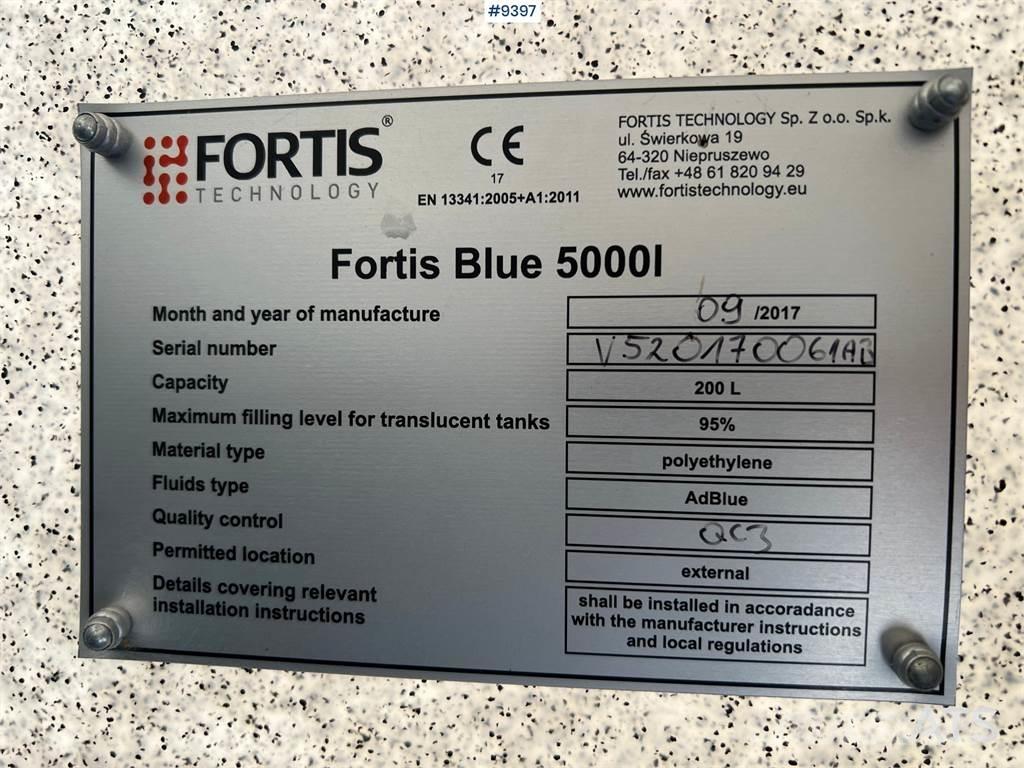 #9397
FORTIS®
TECHNOLOGY
CE
17
EN 13341:2005+A1:2011
FORTIS TECHNOLOGY Sp. Z o.o. Sp.k.
ul. Świerkowa 19
64-320 Niepruszewo
Tel./fax +48 61 820 94 29
www.fortistechnology.eu
Fortis Blue 5000l
Month and year of manufacture 09 /2017
Serial number V520170061AB
Capacity 200 L
Maximum filling level for translucent tanks 95%
Material type polyethylene
Fluids type AdBlue
Quality control QC3
Permitted location external
Details covering relevant
installation instructions
shall be installed in accoradance
with the manufacturer instructions
and local regulations
ATS